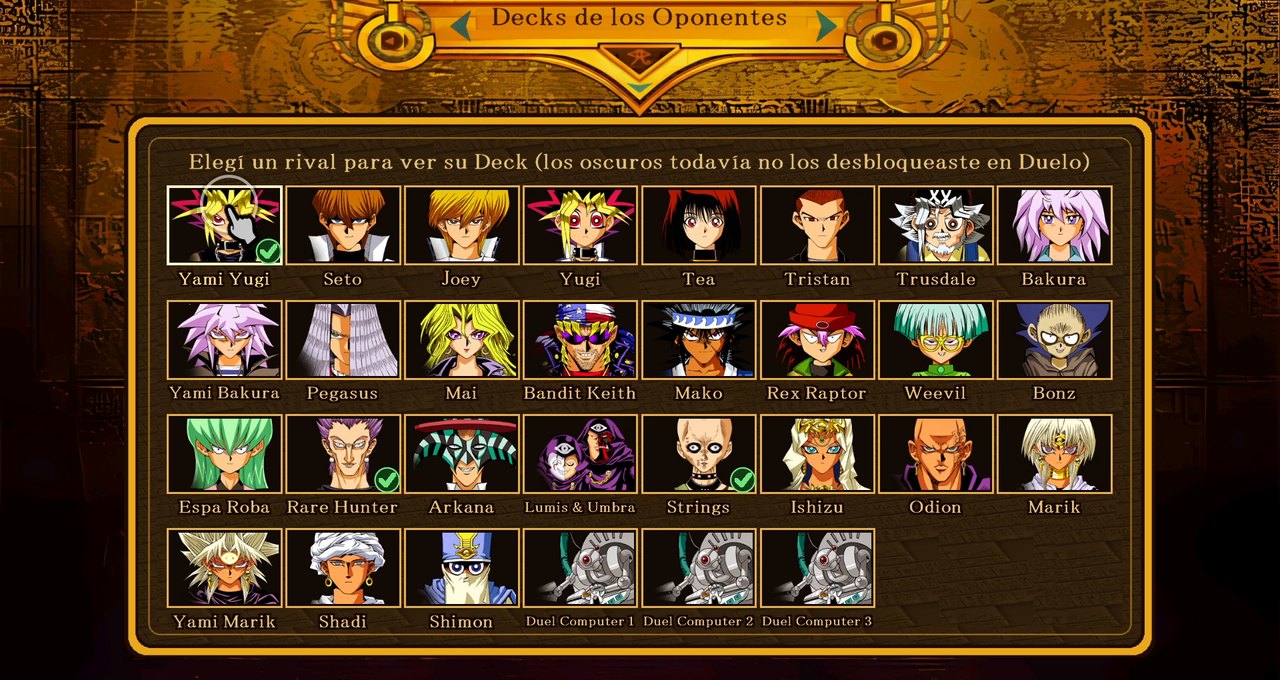 Decks de los Oponentes
Elegí un rival para ver su Deck (los oscuros todavía no los desbloqueaste en Duelo)
Yami Yugi Seto Joey Yugi Tea Tristan Trusdale Bakura
Yami Bakura Pegasus Mai Bandit Keith Mako Rex Raptor Weevil Bonz
Espa Roba Rare Hunter Arkana Lumis & Umbra Strings Ishizu Odion Marik
Yami Marik Shadi Shimon Duel Computer 1 Duel Computer 2 Duel Computer 3